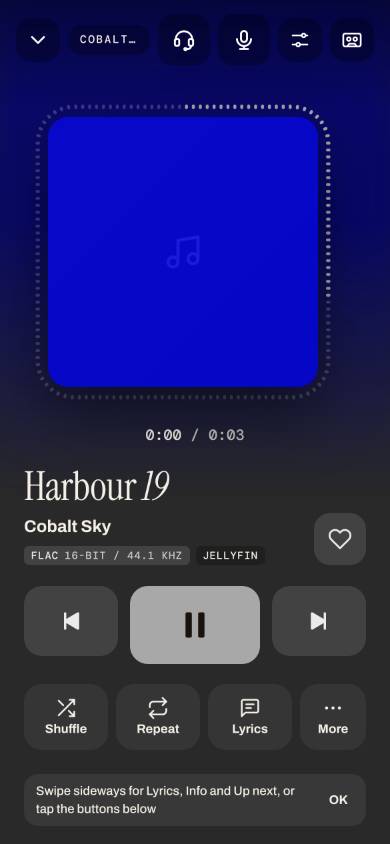 COBALT…
0:00 / 0:03
Harbour 19
Cobalt Sky
FLAC 16-BIT / 44.1 KHZ JELLYFIN
Shuffle Repeat Lyrics More
Swipe sideways for Lyrics, Info and Up next, or
tap the buttons below
OK